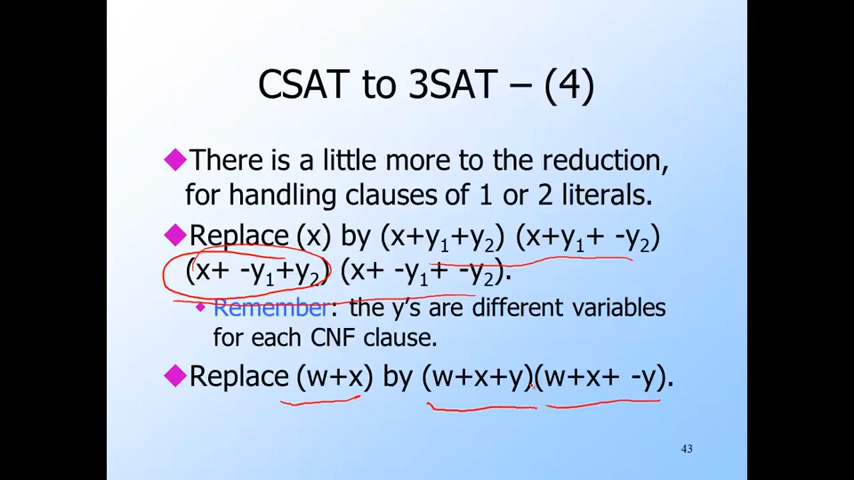 CSAT to 3SAT – (4)
There is a little more to the reduction,
for handling clauses of 1 or 2 literals.
Replace (x) by (x+y₁+y₂) (x+y₁+ -y₂)
(x+ -y₁+y₂) (x+ -y₁+ -y₂).
Remember: the y's are different variables
for each CNF clause.
Replace (w+x) by (w+x+y)(w+x+ -y).
43